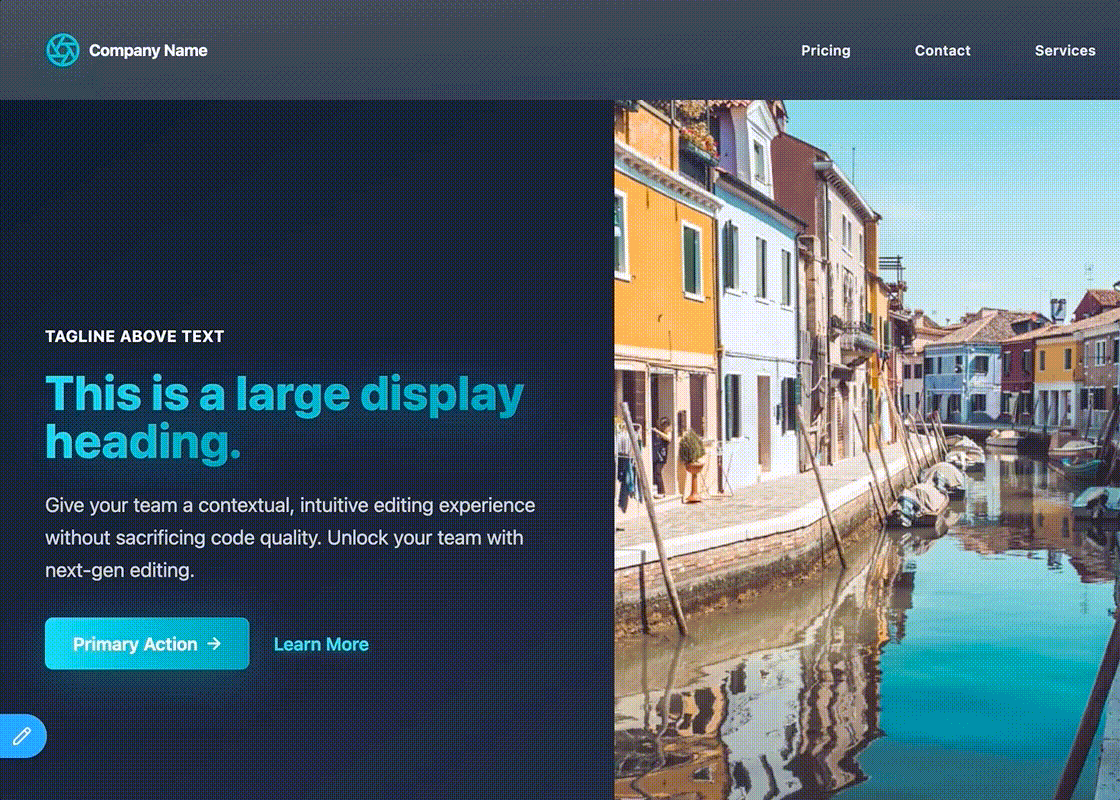 Company Name
Pricing
Contact
Services
TAGLINE ABOVE TEXT
This is a large display
heading.
Give your team a contextual, intuitive editing experience
without sacrificing code quality. Unlock your team with
next-gen editing.
Primary Action →
Learn More